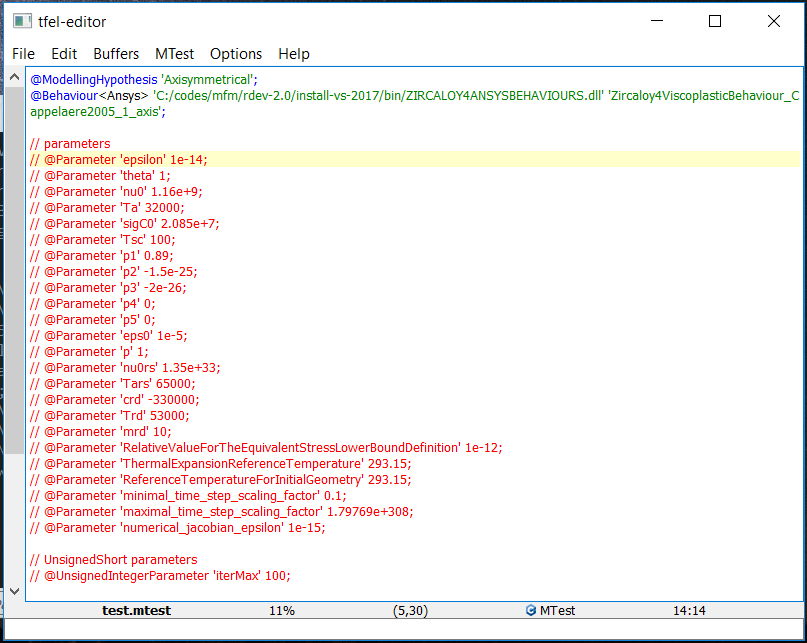 tfel-editor
File Edit Buffers MTest Options Help
@ModellingHypothesis 'Axisymmetrical';
@Behaviour<Ansys> 'C:/codes/mfm/rdev-2.0/install-vs-2017/bin/ZIRCALOY4ANSYSBEHAVIOURS.dll' 'Zircaloy4ViscoplasticBehaviour_C
appelaere2005_1_axis';
// parameters
// @Parameter 'epsilon' 1e-14;
// @Parameter 'theta' 1;
// @Parameter 'nu0' 1.16e+9;
// @Parameter 'Ta' 32000;
// @Parameter 'sigC0' 2.085e+7;
// @Parameter 'Tsc' 100;
// @Parameter 'p1' 0.89;
// @Parameter 'p2' -1.5e-25;
// @Parameter 'p3' -2e-26;
// @Parameter 'p4' 0;
// @Parameter 'p5' 0;
// @Parameter 'eps0' 1e-5;
// @Parameter 'p' 1;
// @Parameter 'nu0rs' 1.35e+33;
// @Parameter 'Tars' 65000;
// @Parameter 'crd' -330000;
// @Parameter 'Trd' 53000;
// @Parameter 'mrd' 10;
// @Parameter 'RelativeValueForTheEquivalentStressLowerBoundDefinition' 1e-12;
// @Parameter 'ThermalExpansionReferenceTemperature' 293.15;
// @Parameter 'ReferenceTemperatureForInitialGeometry' 293.15;
// @Parameter 'minimal_time_step_scaling_factor' 0.1;
// @Parameter 'maximal_time_step_scaling_factor' 1.79769e+308;
// @Parameter 'numerical_jacobian_epsilon' 1e-15;
// UnsignedShort parameters
// @UnsignedIntegerParameter 'iterMax' 100;
test.mtest 11% (5,30) MTest 14:14